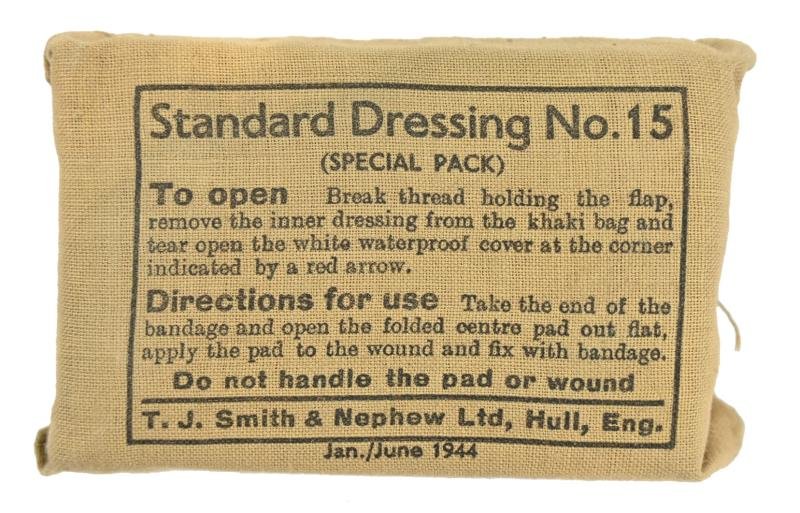 Standard Dressing No. 15
(SPECIAL PACK)
To open Break thread holding the flap,
remove the inner dressing from the khaki bag and
tear open the white waterproof cover at the corner
indicated by a red arrow.
Directions for use Take the end of the
bandage and open the folded centre pad out flat,
apply the pad to the wound and fix with bandage.
Do not handle the pad or wound
T. J. Smith & Nephew Ltd, Hull, Eng.
Jan./June 1944